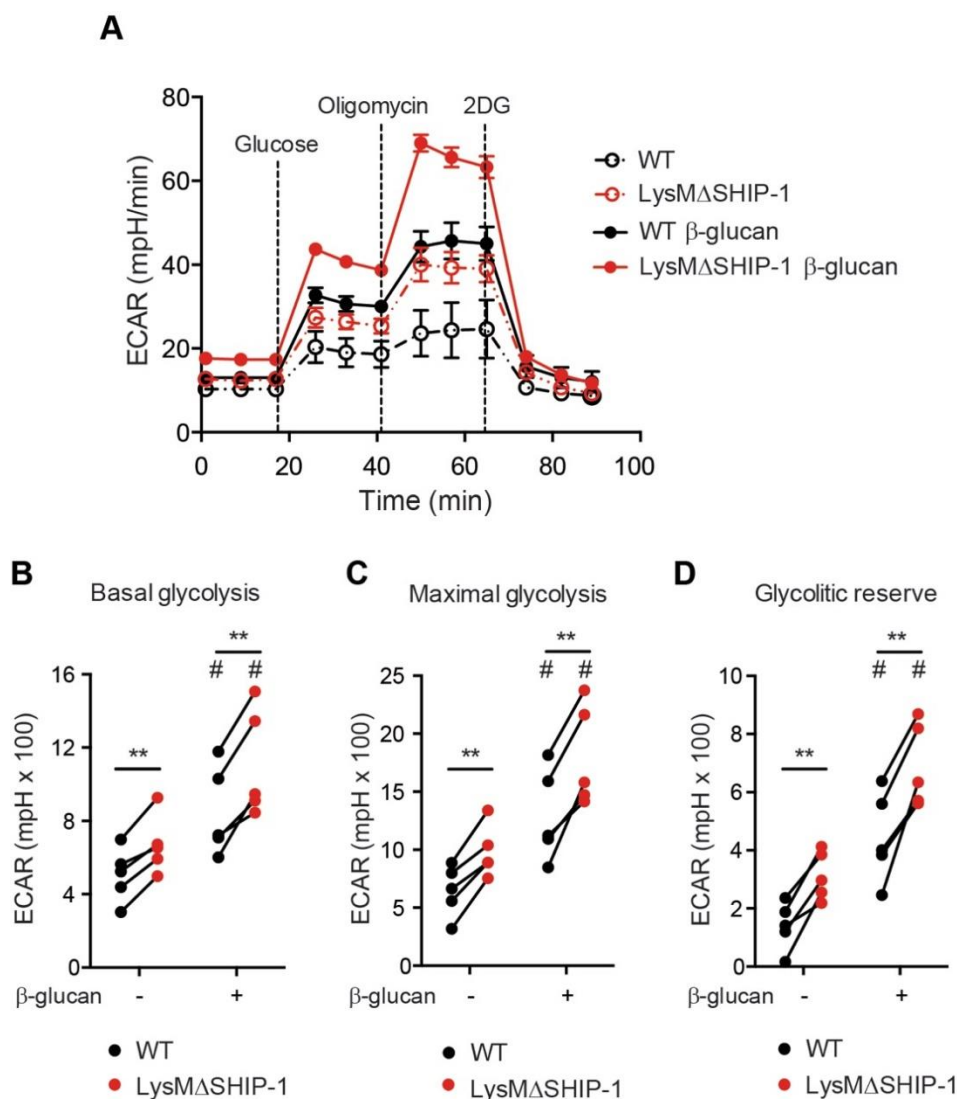 A
80
60
40
20
0
ECAR (mpH/min)
Glucose
Oligomycin
2DG
0 20 40 60 80 100
Time (min)
WT
LysMΔSHIP-1
WT β-glucan
LysMΔSHIP-1 β-glucan
B
Basal glycolysis
**
# #
**
16
12
8
4
0
ECAR (mpH x 100)
β-glucan - +
WT
LysMΔSHIP-1
C
Maximal glycolysis
**
# #
**
25
20
15
10
5
0
ECAR (mpH x 100)
- +
WT
LysMΔSHIP-1
D
Glycolitic reserve
**
# #
**
10
8
6
4
2
0
ECAR (mpH x 100)
β-glucan - +
WT
LysMΔSHIP-1